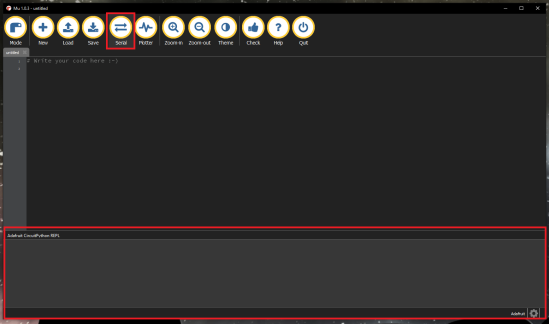 Mu 1.0.3 - untitled
Mode New Load Save Serial Plotter Zoom-in Zoom-out Theme Check Help Quit
untitled
1 # Write your code here :-)
2
Adafruit CircuitPython REPL
Adafruit